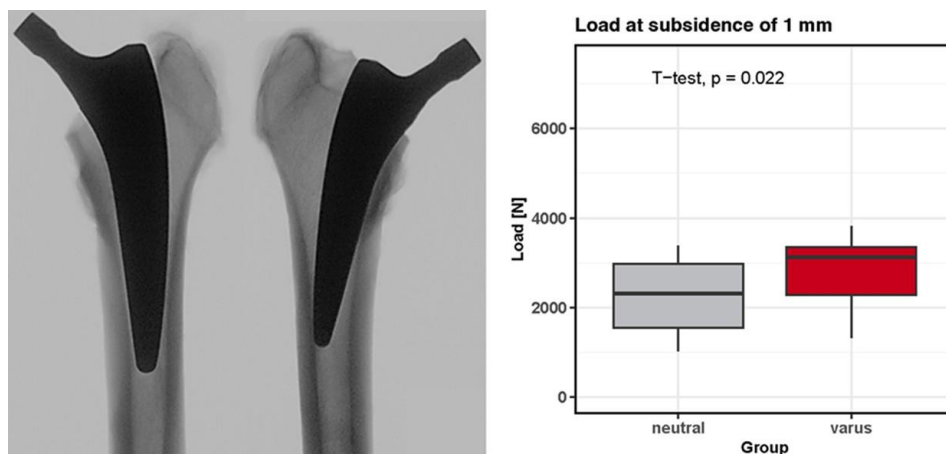 Load at subsidence of 1 mm
T-test, p = 0.022
6000
4000
2000
0
Load [N]
neutral varus
Group